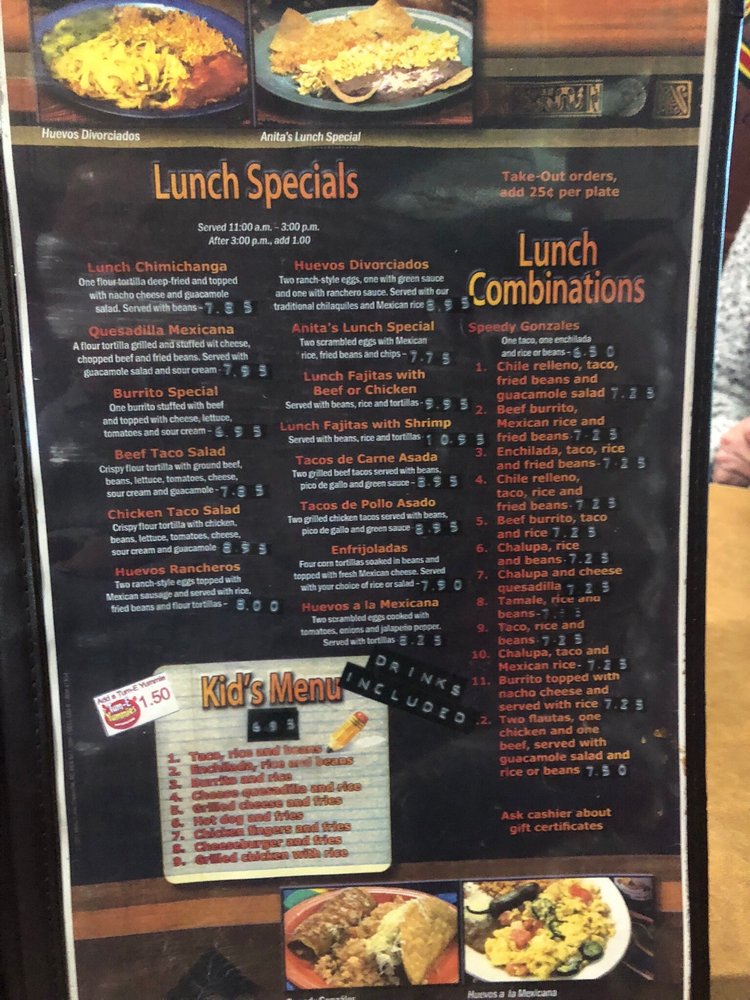 Huevos Divorciados
Anita's Lunch Special
Lunch Specials
Served 11:00 a.m. – 3:00 p.m.
After 3:00 p.m., add 1.00
Lunch Chimichanga
One flour tortilla deep-fried and topped
with nacho cheese and guacamole
salad. Served with beans -
Quesadilla Mexicana
A flour tortilla grilled and stuffed wit cheese,
chopped beef and fried beans. Served with
guacamole salad and sour cream - 7.95
Burrito Special
One burrito stuffed with beef
and topped with cheese, lettuce,
tomatoes and sour cream - 6.95
Beef Taco Salad
Crispy flour tortilla with ground beef,
beans, lettuce, tomatoes, cheese,
sour cream and guacamole -
Chicken Taco Salad
Crispy flour tortilla with chicken,
beans, lettuce, tomatoes, cheese,
sour cream and guacamole 8.95
Huevos Rancheros
Two ranch-style eggs topped with
Mexican sausage and served with rice,
fried beans and flour tortillas - 8.00
Huevos Divorciados
Two ranch-style eggs, one with green sauce
and one with ranchero sauce. Served with our
traditional chilaquiles and Mexican rice 8.95
Anita's Lunch Special
Two scrambled eggs with Mexican
rice, fried beans and chips - 7.75
Lunch Fajitas with
Beef or Chicken
Served with beans, rice and tortillas - 9.95
Lunch Fajitas with Shrimp
Served with beans, rice and tortillas 10.95
Tacos de Carne Asada
Two grilled beef tacos served with beans,
pico de gallo and green sauce - 8.95
Tacos de Pollo Asado
Two grilled chicken tacos served with beans,
pico de gallo and green sauce 8.95
Enfrijoladas
Four corn tortillas soaked in beans and
topped with fresh Mexican cheese. Served
with your choice of rice or salad - 7.90
Huevos a la Mexicana
Two scrambled eggs cooked with
tomatoes, onions and jalapeño pepper.
Served with tortillas 8.25
Take-Out orders,
add 25¢ per plate
Lunch
Combinations
Speedy Gonzales
One taco, one enchilada
and rice or beans - 6.50
1. Chile relleno, taco,
fried beans and
guacamole salad 7.25
2. Beef burrito,
Mexican rice and
fried beans - 7.25
3. Enchilada, taco, rice
and fried beans - 7.25
4. Chile relleno,
taco, rice and
fried beans 7.25
5. Beef burrito, taco
and rice 7.25
6. Chalupa, rice
and beans - 7.25
7. Chalupa and cheese
quesadilla 7.25
8. Tamale, rice and
beans -
9. Taco, rice and
beans 7.25
10. Chalupa, taco and
Mexican rice - 7.25
11. Burrito topped with
nacho cheese and
served with rice 7.25
.2. Two flautas, one
chicken and one
beef, served with
guacamole salad and
rice or beans 7.50
Ask cashier about
gift certificates
Add a Tum-E Yummie
Tum-E Yummies
$1.50
Kid's Menu
DRINKS
INCLUDED
1. Taco, rice and beans
2. Enchilada, rice and beans
3. Burrito and rice
4. Cheese quesadilla and rice
5. Grilled cheese and fries
6. Hot dog and fries
7. Chicken fingers and fries
8. Cheeseburger and fries
9. Grilled chicken with rice
Huevos a la Mexicana